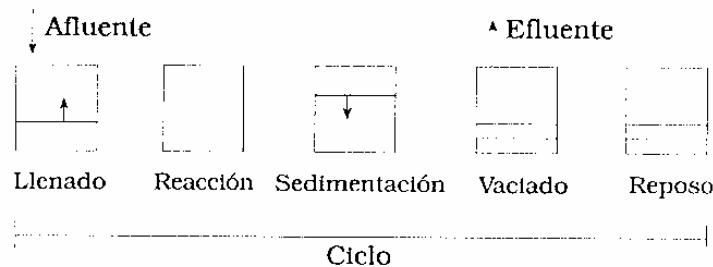 Afluente
Efluente
Llenado
Reacción
Sedimentación
Vaciado
Reposo
Ciclo